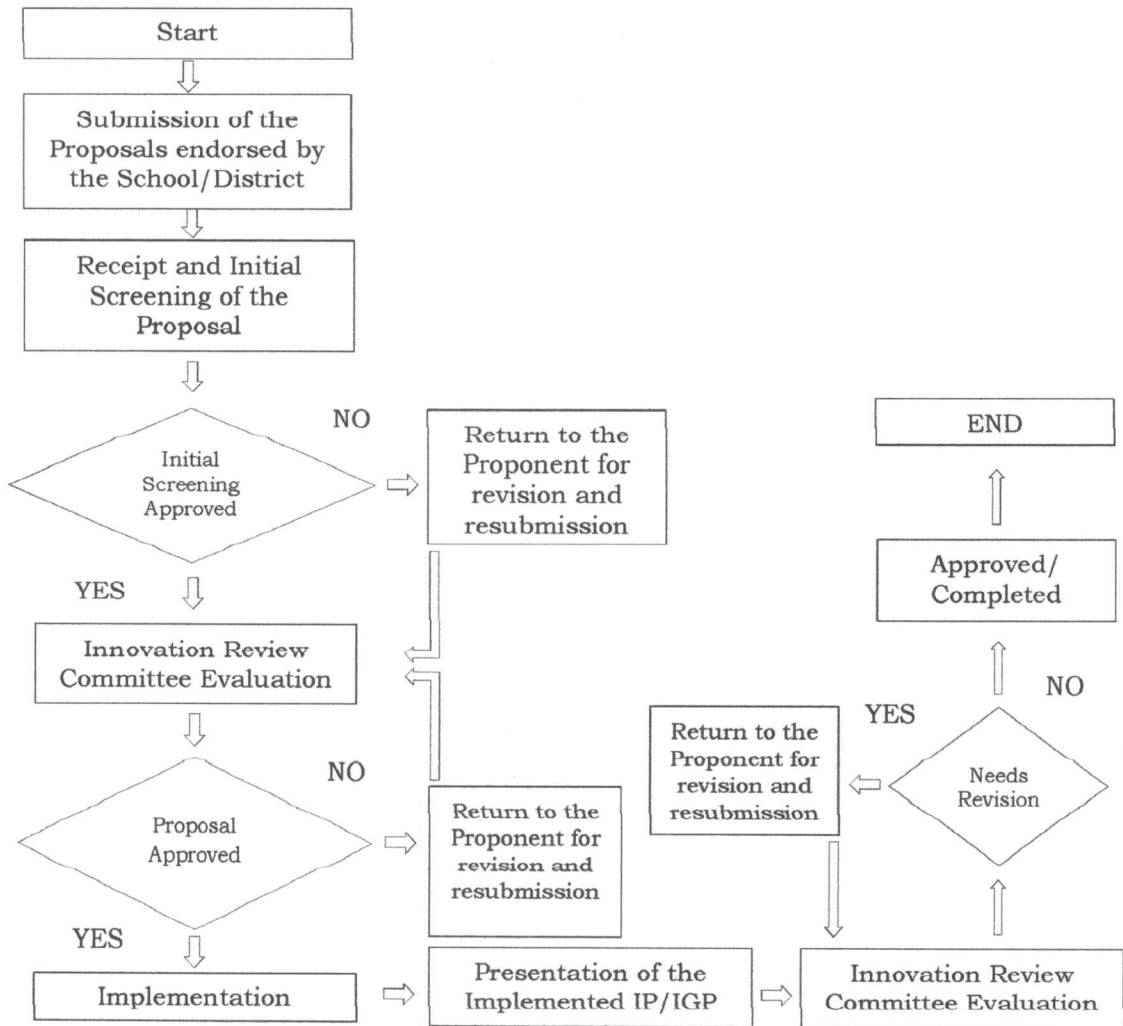 Start
Submission of the
Proposals endorsed by
the School/District
Receipt and Initial
Screening of the
Proposal
NO
Initial
Screening
Approved
Return to the
Proponent for
revision and
resubmission
YES
Innovation Review
Committee Evaluation
NO
Proposal
Approved
Return to the
Proponent for
revision and
resubmission
YES
Implementation
Presentation of the
Implemented IP/IGP
Innovation Review
Committee Evaluation
Needs
Revision
YES
Return to the
Proponent for
revision and
resubmission
NO
Approved/
Completed
END